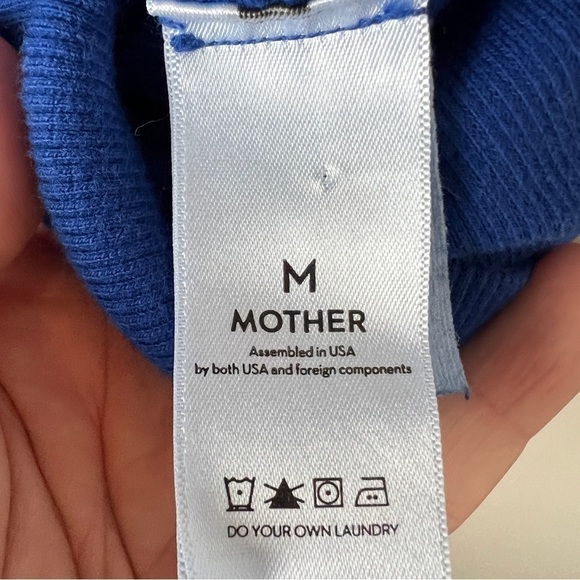 M
MOTHER
Assembled in USA
by both USA and foreign components
DO YOUR OWN LAUNDRY